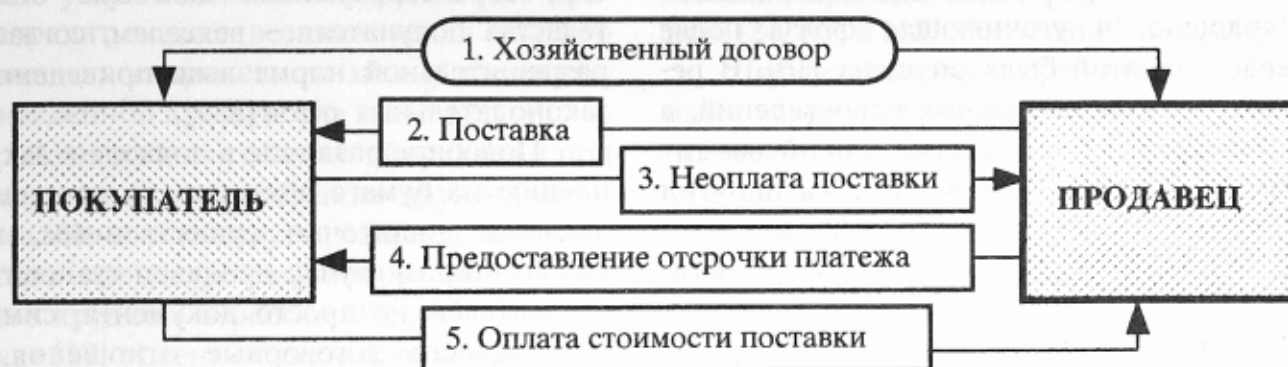 1. Хозяйственный договор
2. Поставка
3. Неоплата поставки
ПОКУПАТЕЛЬ
ПРОДАВЕЦ
4. Предоставление отсрочки платежа
5. Оплата стоимости поставки